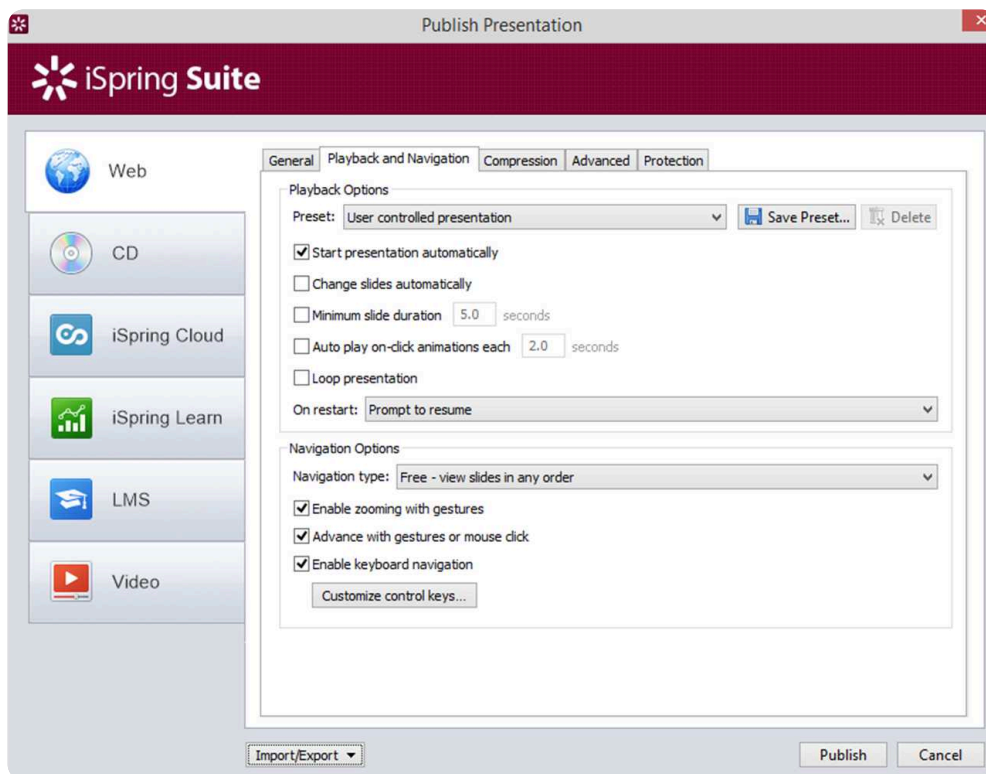 Publish Presentation
iSpring Suite
Web
CD
iSpring Cloud
iSpring Learn
LMS
Video
General Playback and Navigation Compression Advanced Protection
Playback Options
Preset: User controlled presentation Save Preset... Delete
Start presentation automatically
Change slides automatically
Minimum slide duration 5.0 seconds
Auto play on-click animations each 2.0 seconds
Loop presentation
On restart: Prompt to resume
Navigation Options
Navigation type: Free - view slides in any order
Enable zooming with gestures
Advance with gestures or mouse click
Enable keyboard navigation
Customize control keys...
Import/Export Publish Cancel